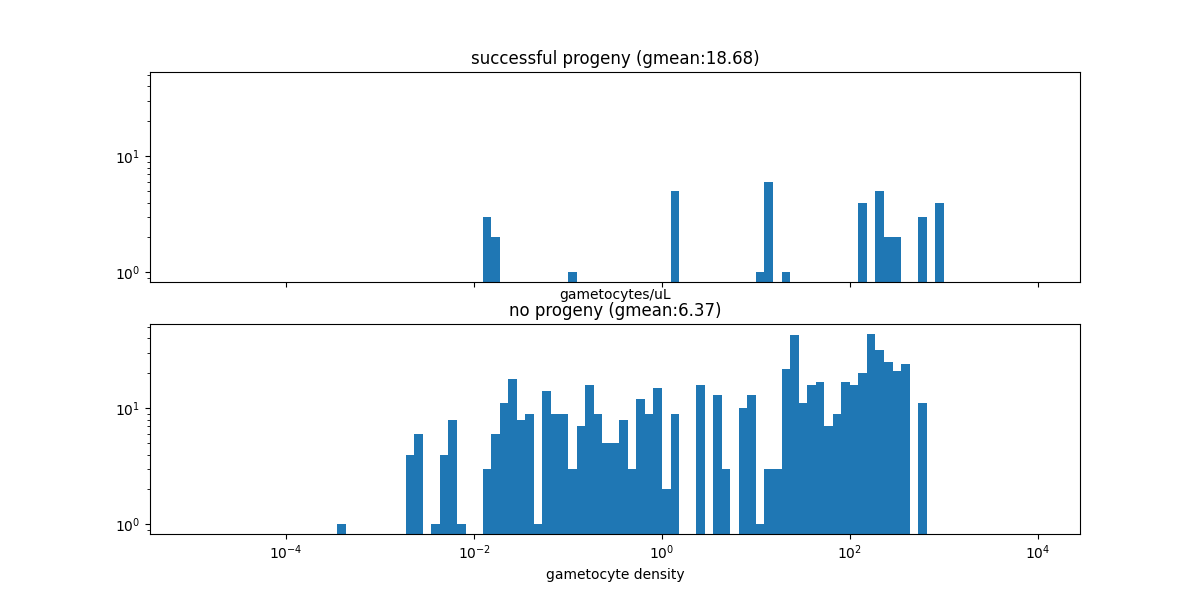 successful progeny (gmean:18.68)
10¹
10⁰
gametocytes/uL
no progeny (gmean:6.37)
10¹
10⁰
10⁻⁴ 10⁻² 10⁰ 10² 10⁴
gametocyte density